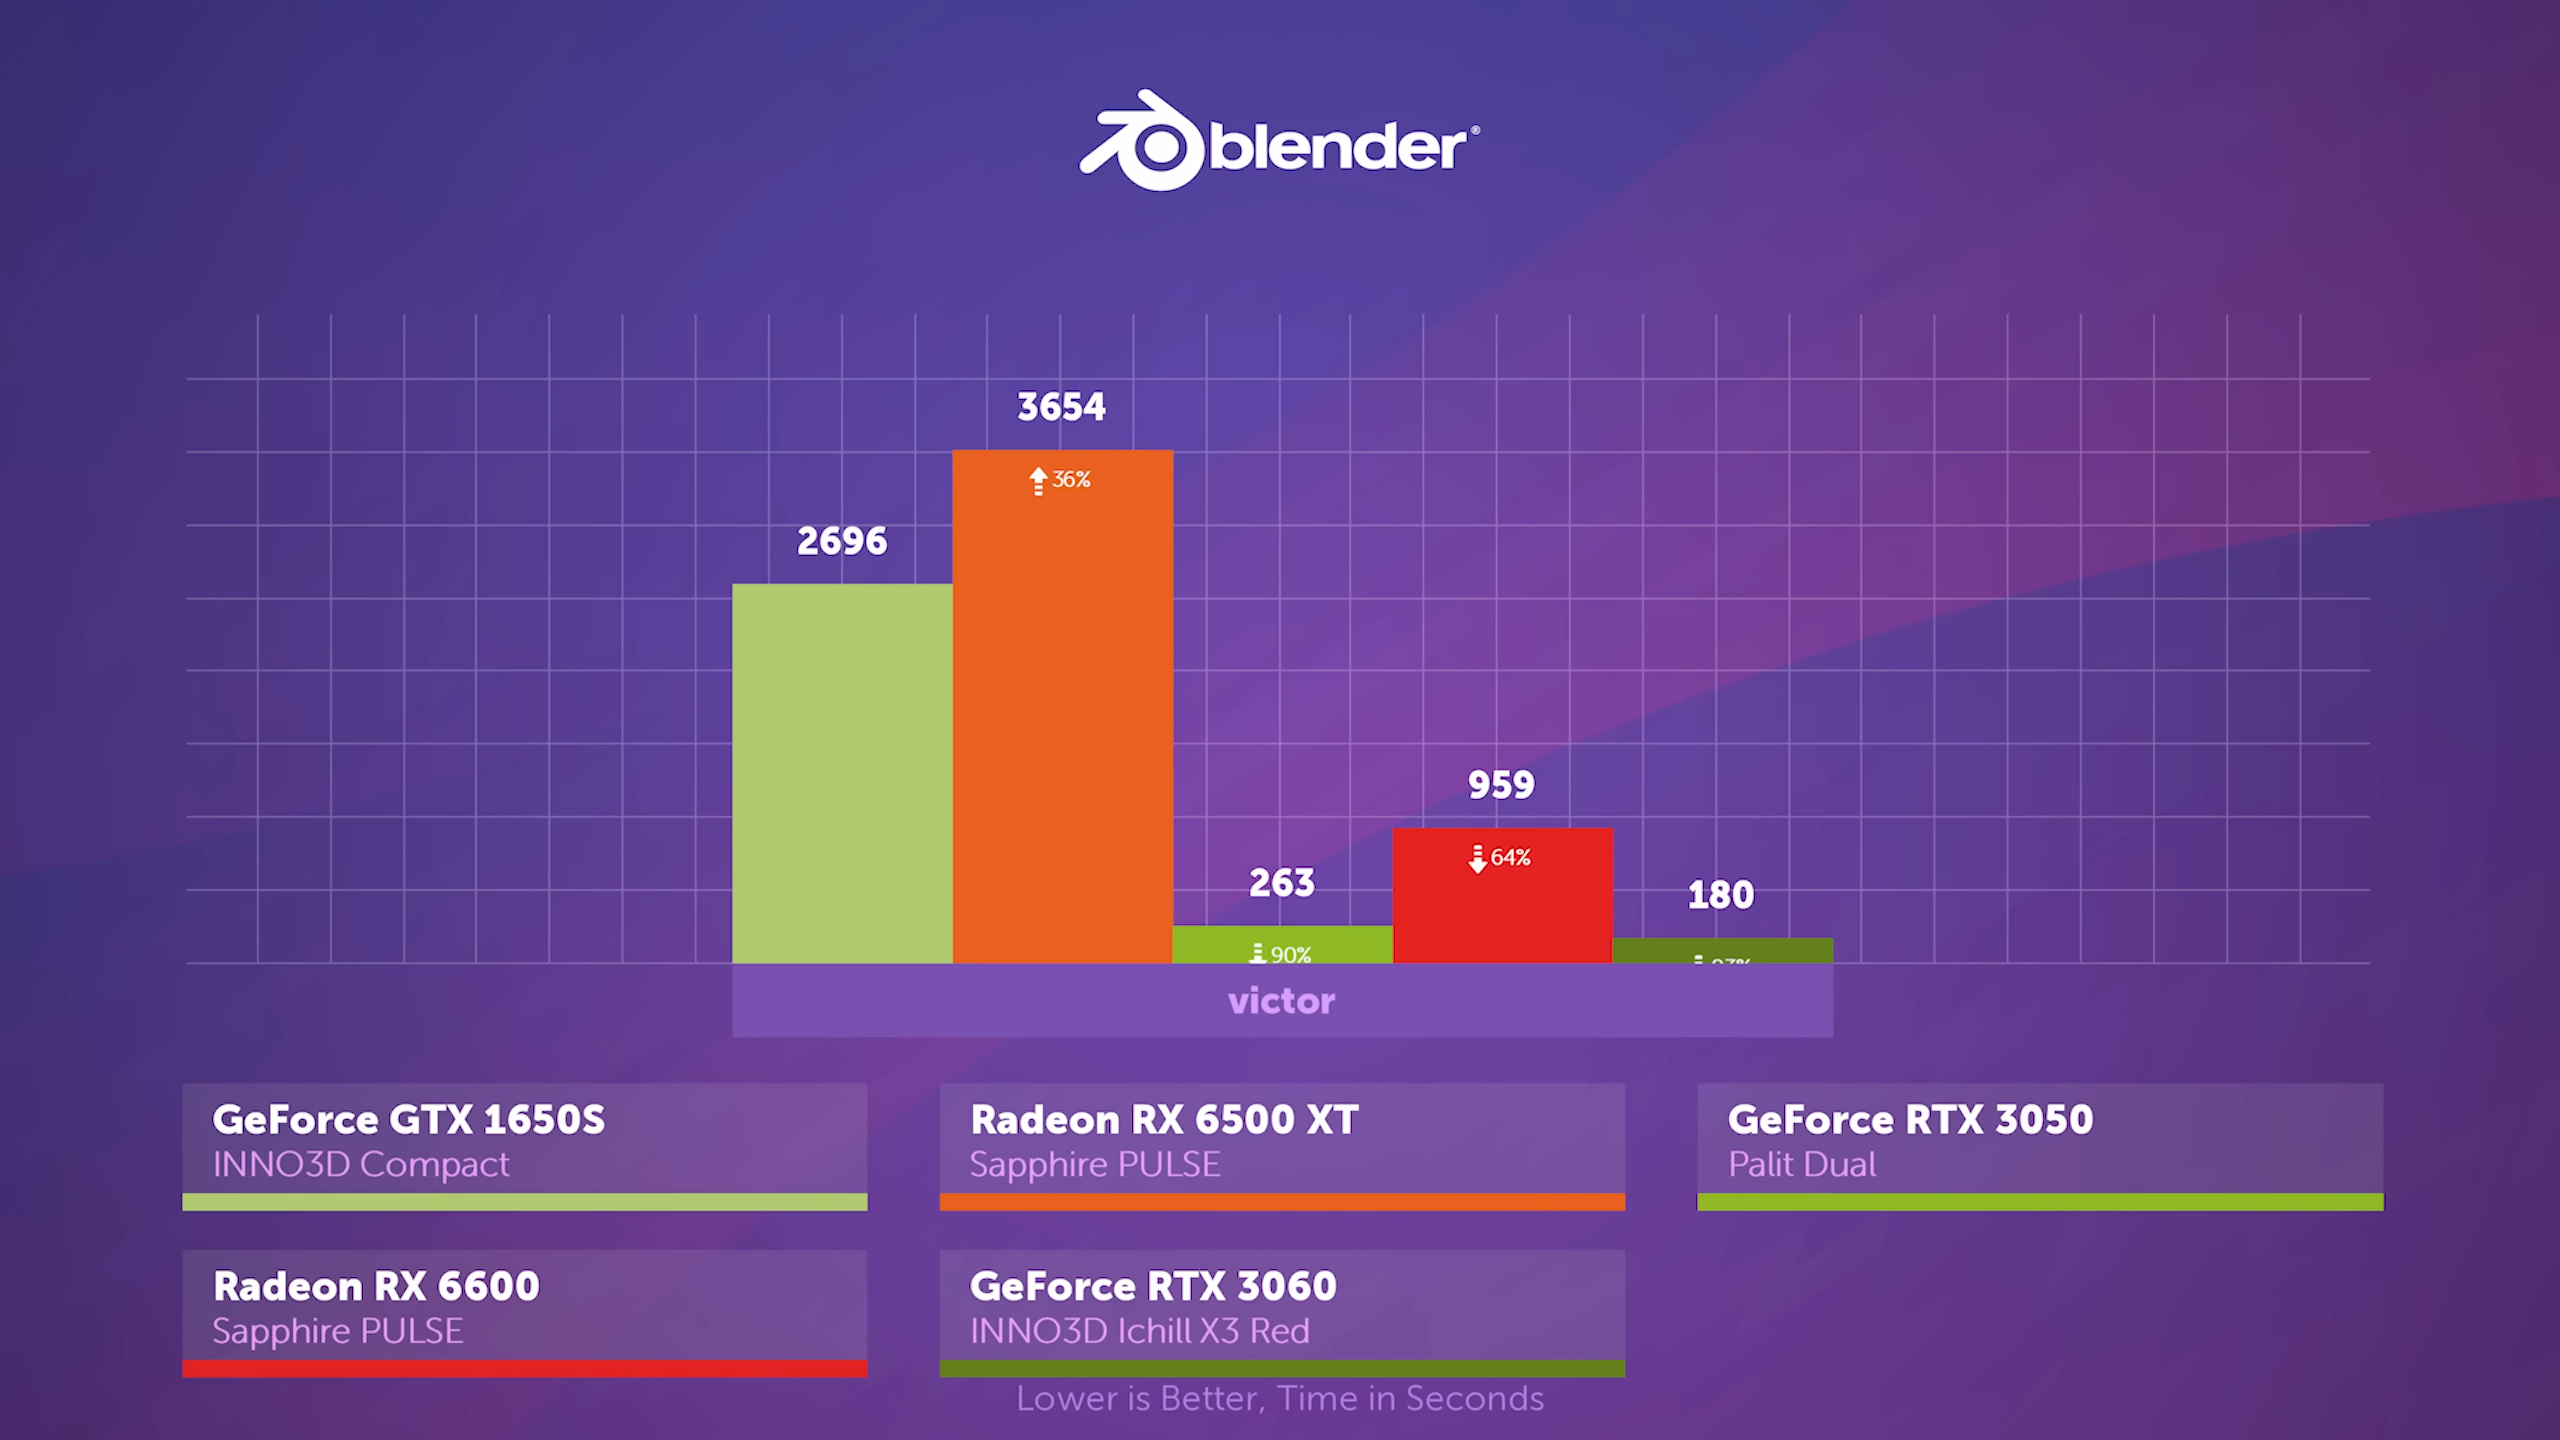 blender®
3654
36%
2696
959
64%
263
180
90%
victor
GeForce GTX 1650S
INNO3D Compact
Radeon RX 6500 XT
Sapphire PULSE
GeForce RTX 3050
Palit Dual
Radeon RX 6600
Sapphire PULSE
GeForce RTX 3060
INNO3D Ichill X3 Red
Lower is Better, Time in Seconds